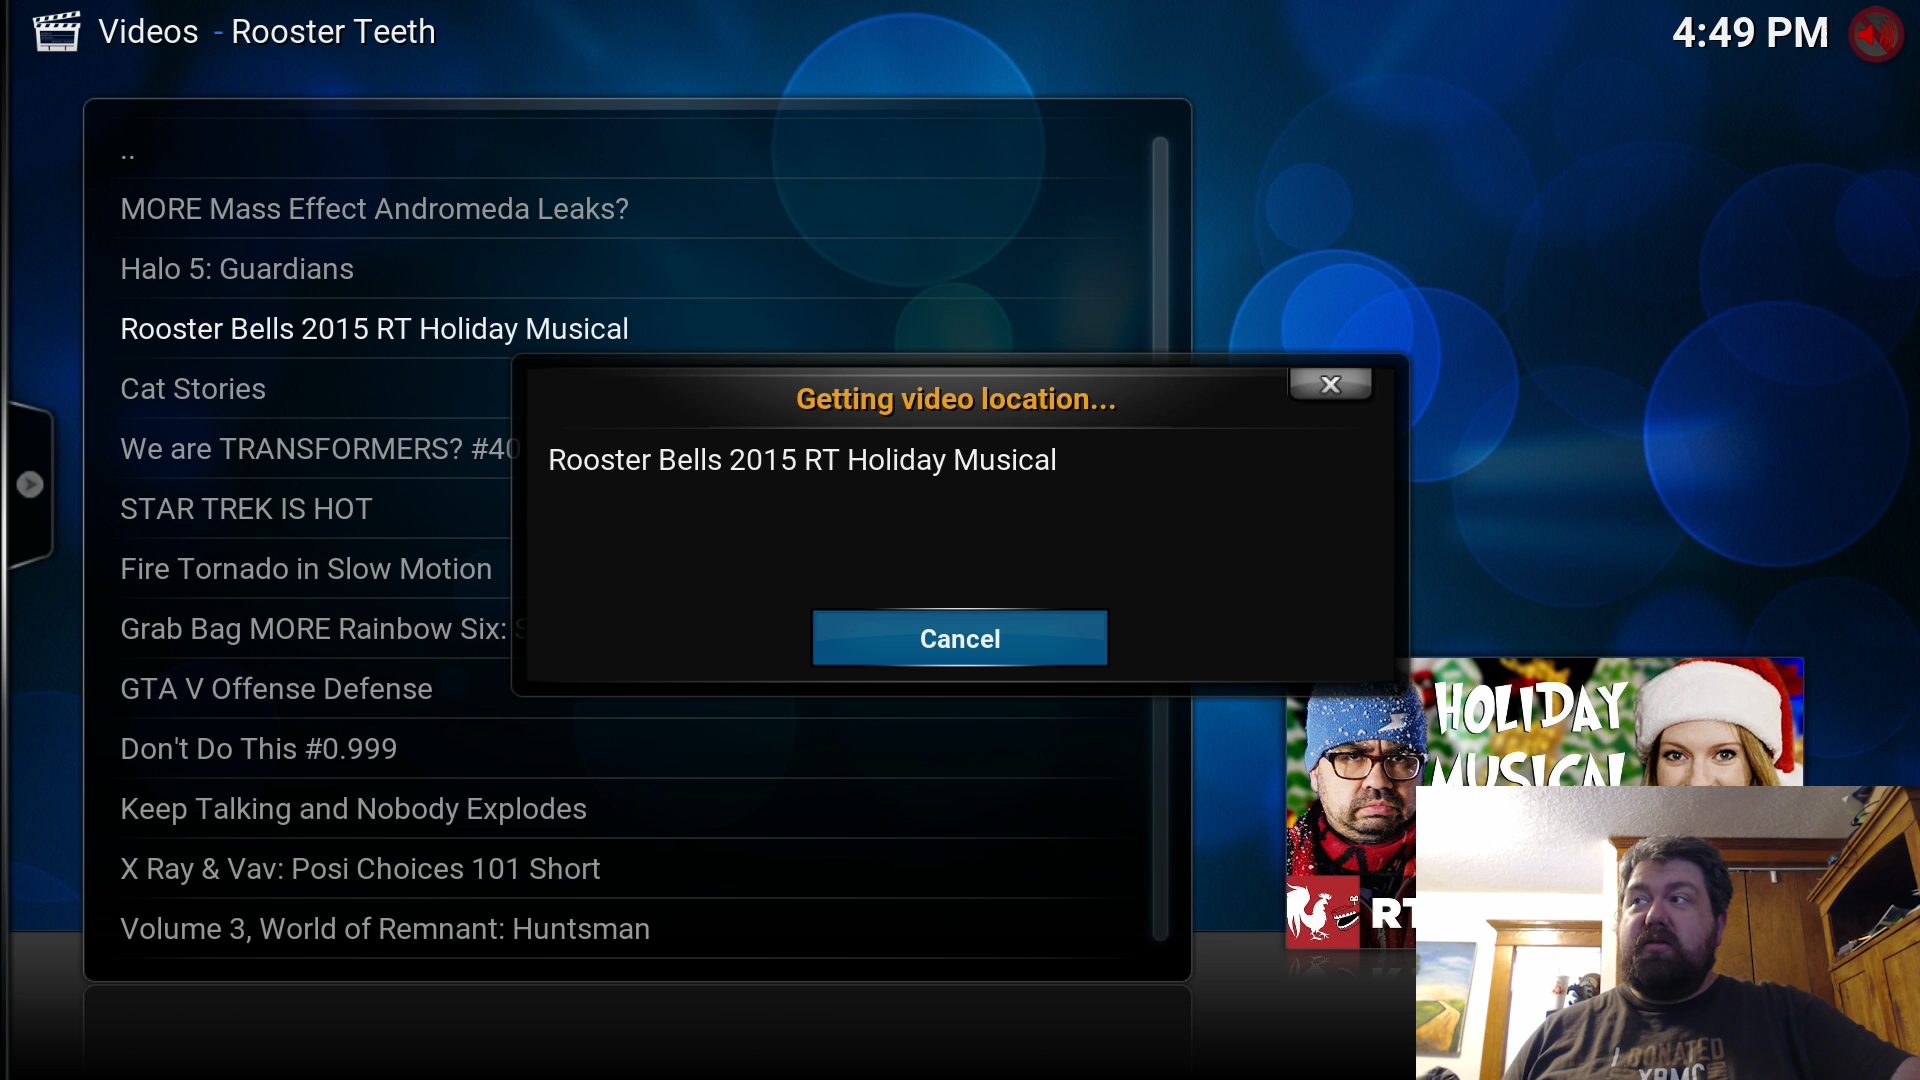 Videos - Rooster Teeth
4:49 PM
..
MORE Mass Effect Andromeda Leaks?
Halo 5: Guardians
Rooster Bells 2015 RT Holiday Musical
Cat Stories
We are TRANSFORMERS? #40
STAR TREK IS HOT
Fire Tornado in Slow Motion
Grab Bag MORE Rainbow Six:
GTA V Offense Defense
Don't Do This #0.999
Keep Talking and Nobody Explodes
X Ray & Vav: Posi Choices 101 Short
Volume 3, World of Remnant: Huntsman
Getting video location...
Rooster Bells 2015 RT Holiday Musical
Cancel
HOLIDAY
MUSICAL
RT
I DONATED
XBMC